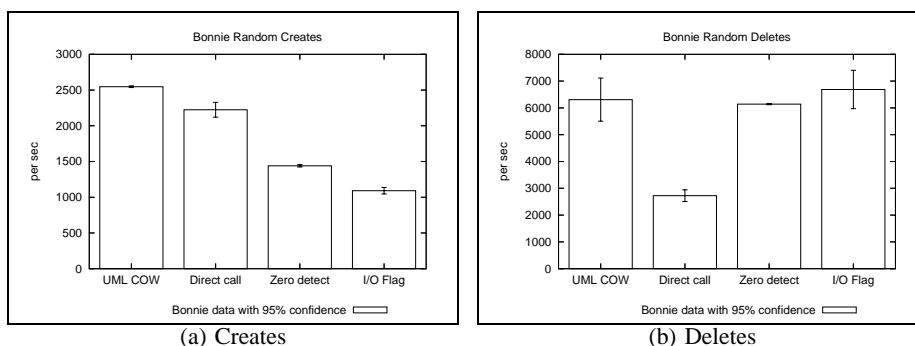 Bonnie Random Creates
3000
2500
2000
1500
1000
500
0
per sec
UML COW Direct call Zero detect I/O Flag
Bonnie data with 95% confidence
(a) Creates
Bonnie Random Deletes
8000
7000
6000
5000
4000
3000
2000
1000
0
per sec
UML COW Direct call Zero detect I/O Flag
Bonnie data with 95% confidence
(b) Deletes